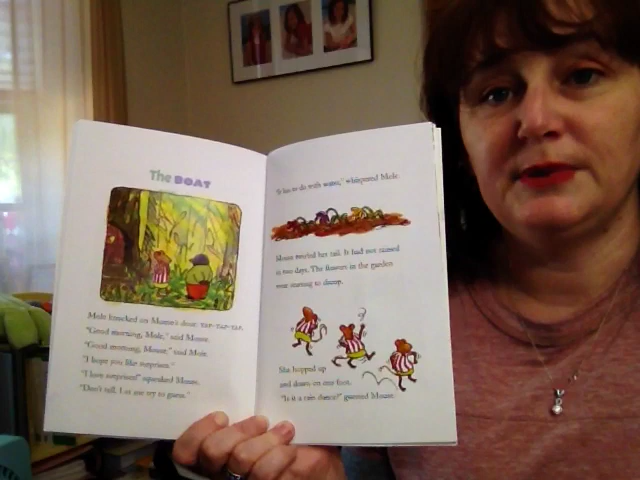 The BOAT
Mole knocked on Mouse's door. TAP-TAP-TAP.
"Good morning, Mole," said Mouse.
"Good morning, Mouse," said Mole.
"I hope you like surprises."
"I love surprises!" squeaked Mouse.
"Don't tell. Let me try to guess."
"It has to do with water," whispered Mole.
Mouse twirled her tail. It had not rained
in two days. The flowers in the garden
were starting to droop.
She hopped up
and down on one foot.
"Is it a rain dance?" guessed Mouse.